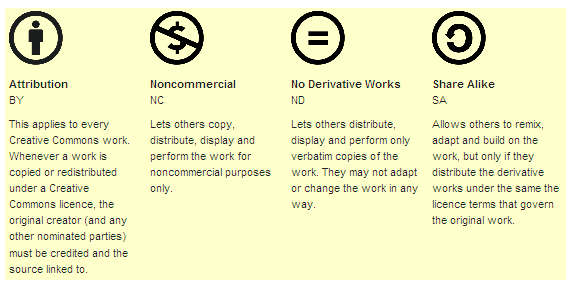 Attribution
BY
This applies to every
Creative Commons work.
Whenever a work is
copied or redistributed
under a Creative
Commons licence, the
original creator (and any
other nominated parties)
must be credited and the
source linked to.
$
Noncommercial
NC
Lets others copy,
distribute, display and
perform the work for
noncommercial purposes
only.
=
No Derivative Works
ND
Lets others distribute,
display and perform only
verbatim copies of the
work. They may not adapt
or change the work in any
way.
Share Alike
SA
Allows others to remix,
adapt and build on the
work, but only if they
distribute the derivative
works under the same the
licence terms that govern
the original work.